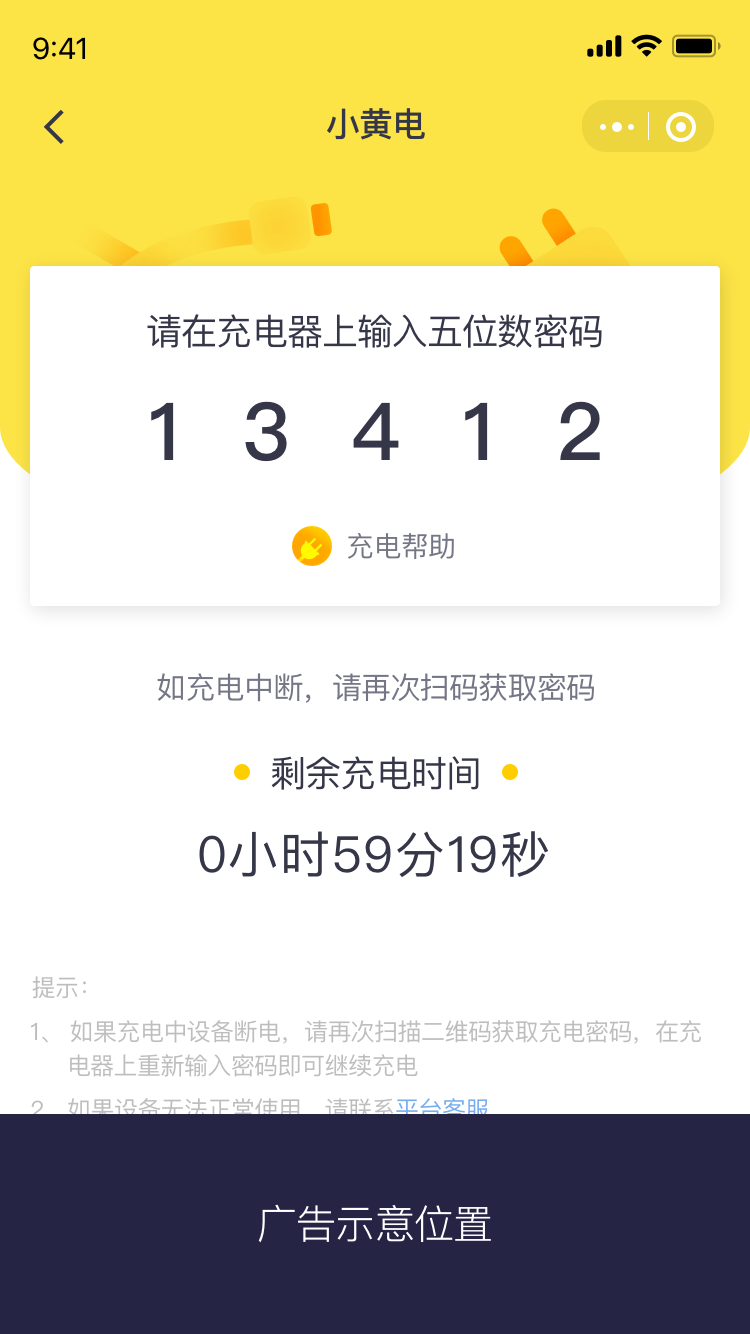 9:41
小黄电
请在充电器上输入五位数密码
1 3 4 1 2
充电帮助
如充电中断，请再次扫码获取密码
剩余充电时间
0小时59分19秒
提示：
1、 如果充电中设备断电，请再次扫描二维码获取充电密码，在充
电器上重新输入密码即可继续充电
2、如果设备无法正常使用，请联系平台客服
广告示意位置